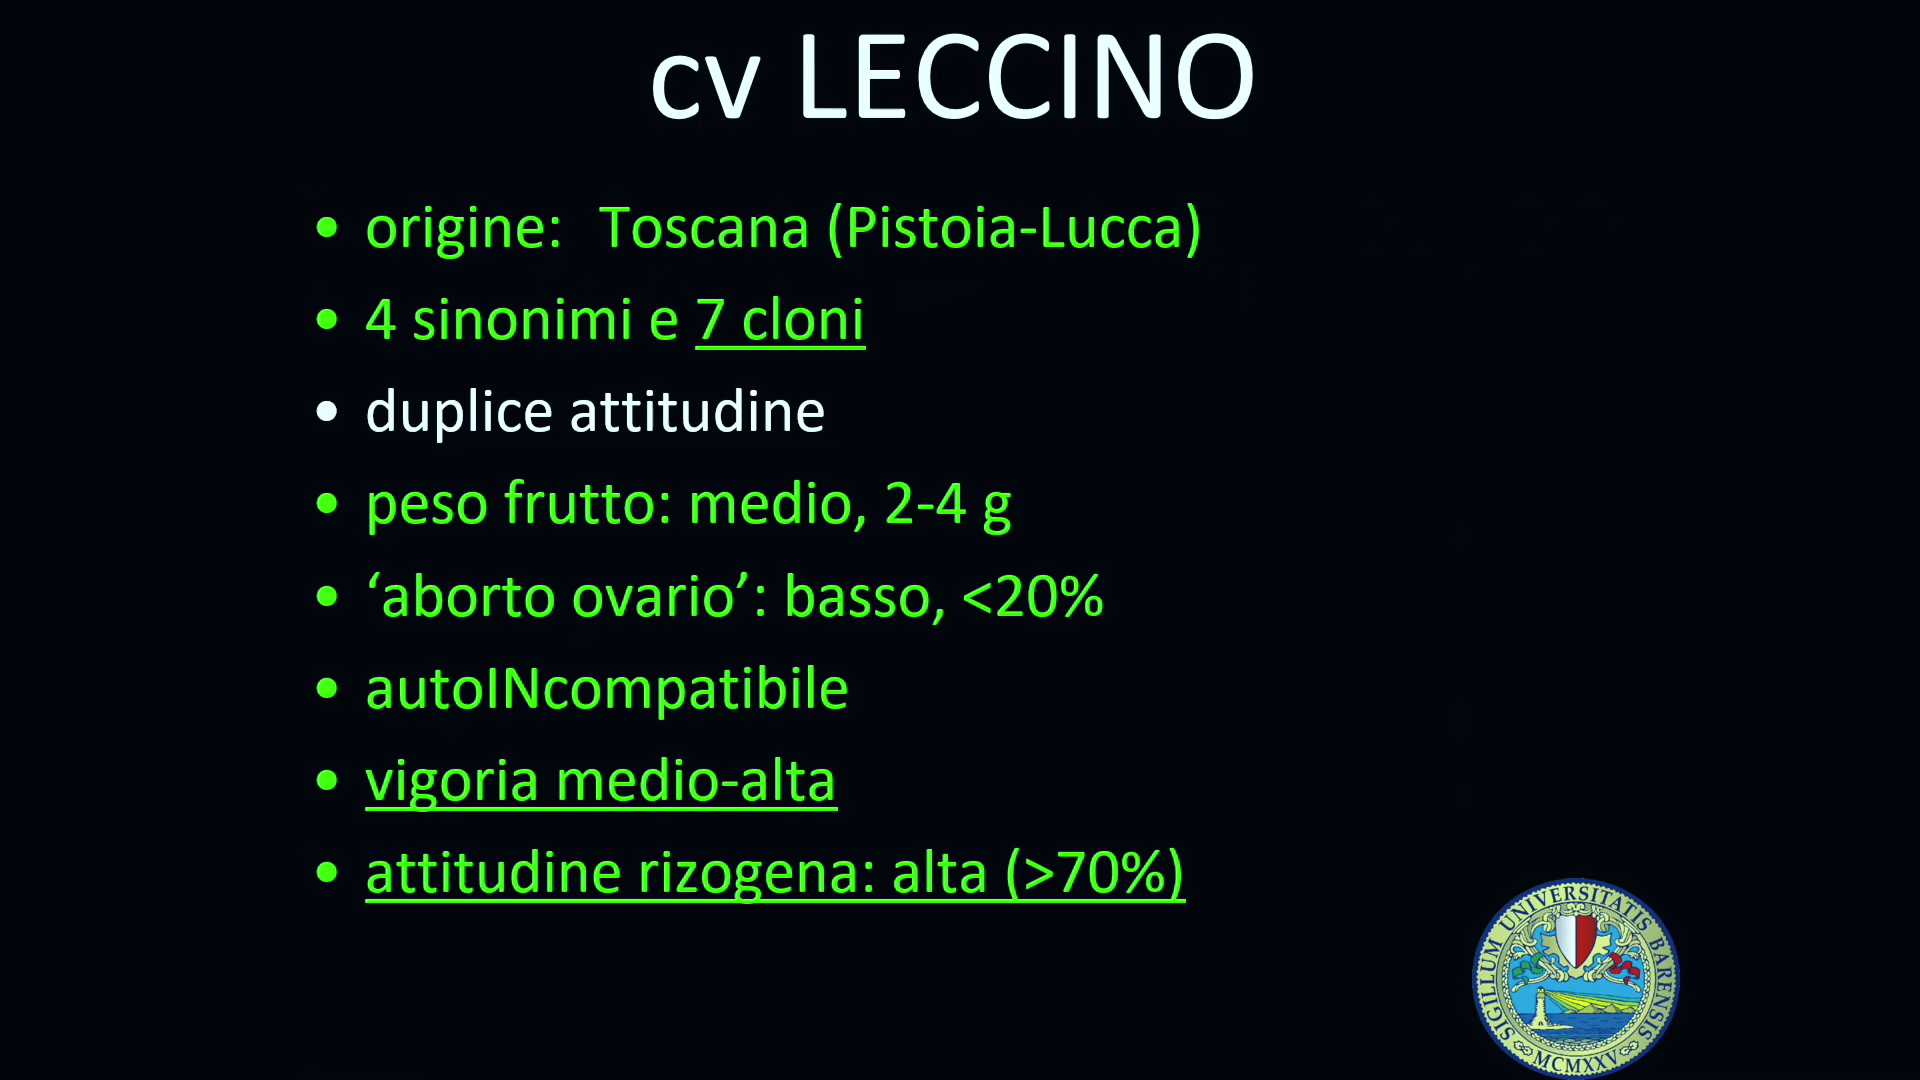 cv LECCINO
• origine: Toscana (Pistoia-Lucca)
• 4 sinonimi e 7 cloni
• duplice attitudine
• peso frutto: medio, 2-4 g
• ‘aborto ovario’: basso, <20%
• autoINcompatibile
• vigoria medio-alta
• attitudine rizogena: alta (>70%)
SIGILLUM UNIVERSITATIS BARENSIS
MCMXXV